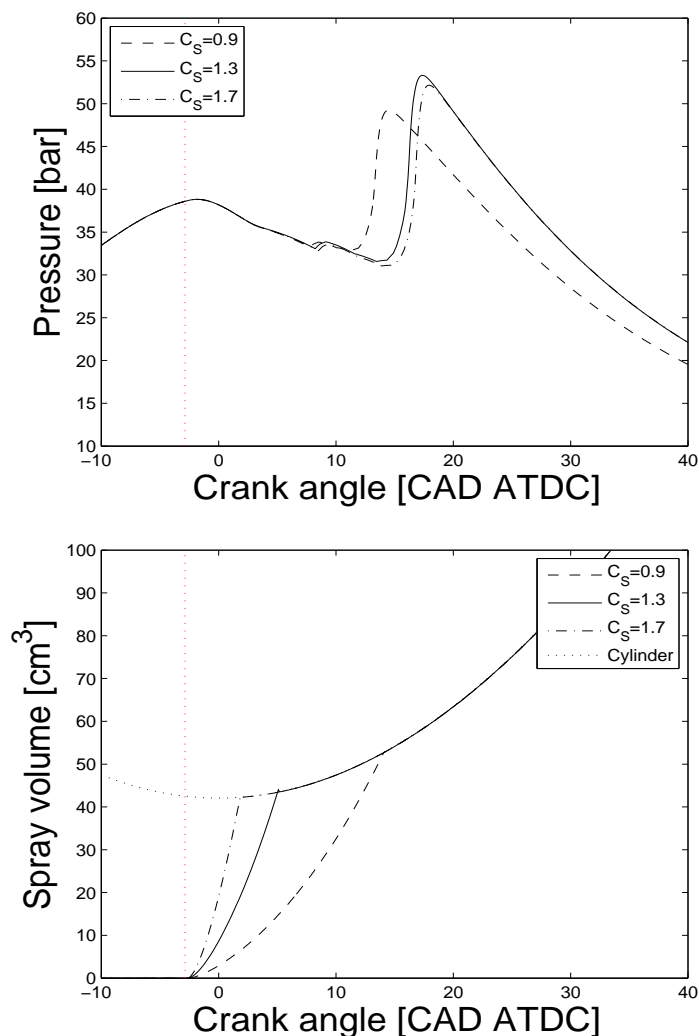 60
55
50
45
40
35
30
25
20
15
10
Pressure [bar]
C_S=0.9
C_S=1.3
C_S=1.7
−10 0 10 20 30 40
Crank angle [CAD ATDC]
100
90
80
70
60
50
40
30
20
10
0
Spray volume [cm³]
C_S=0.9
C_S=1.3
C_S=1.7
Cylinder
−10 0 10 20 30 40
Crank angle [CAD ATDC]